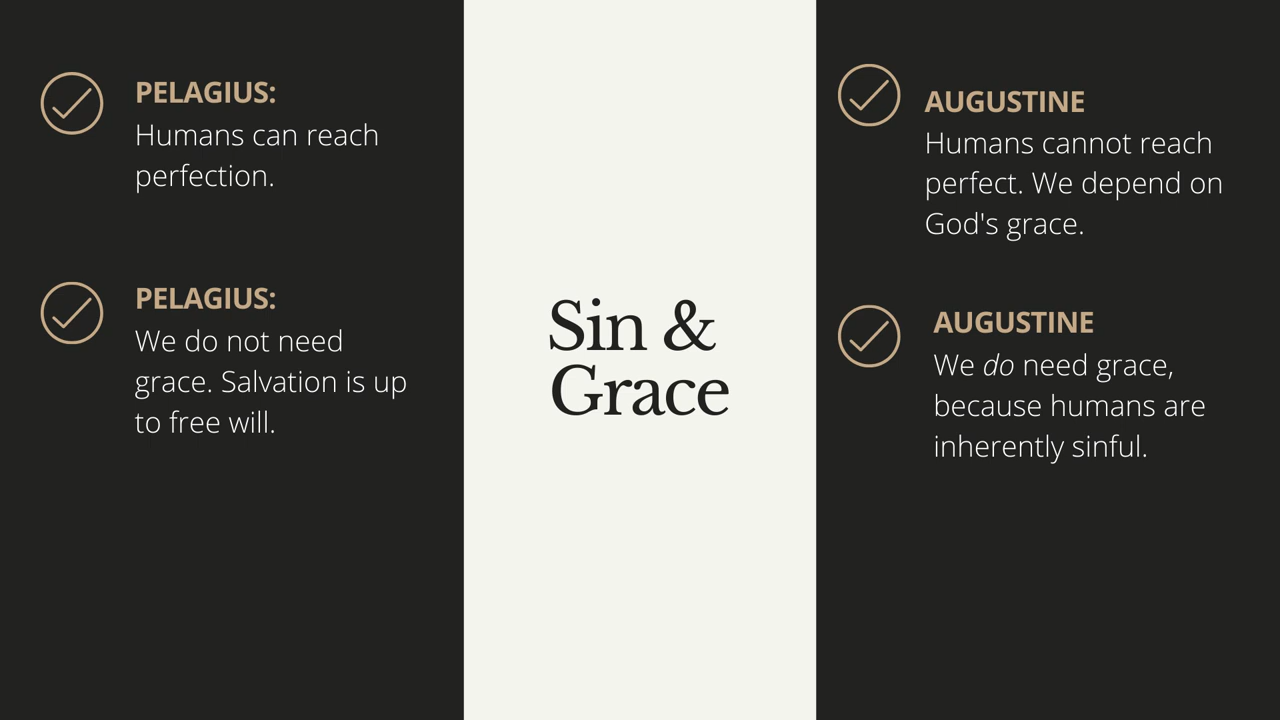 PELAGIUS:
Humans can reach
perfection.
PELAGIUS:
We do not need
grace. Salvation is up
to free will.
Sin &
Grace
AUGUSTINE
Humans cannot reach
perfect. We depend on
God's grace.
AUGUSTINE
We do need grace,
because humans are
inherently sinful.